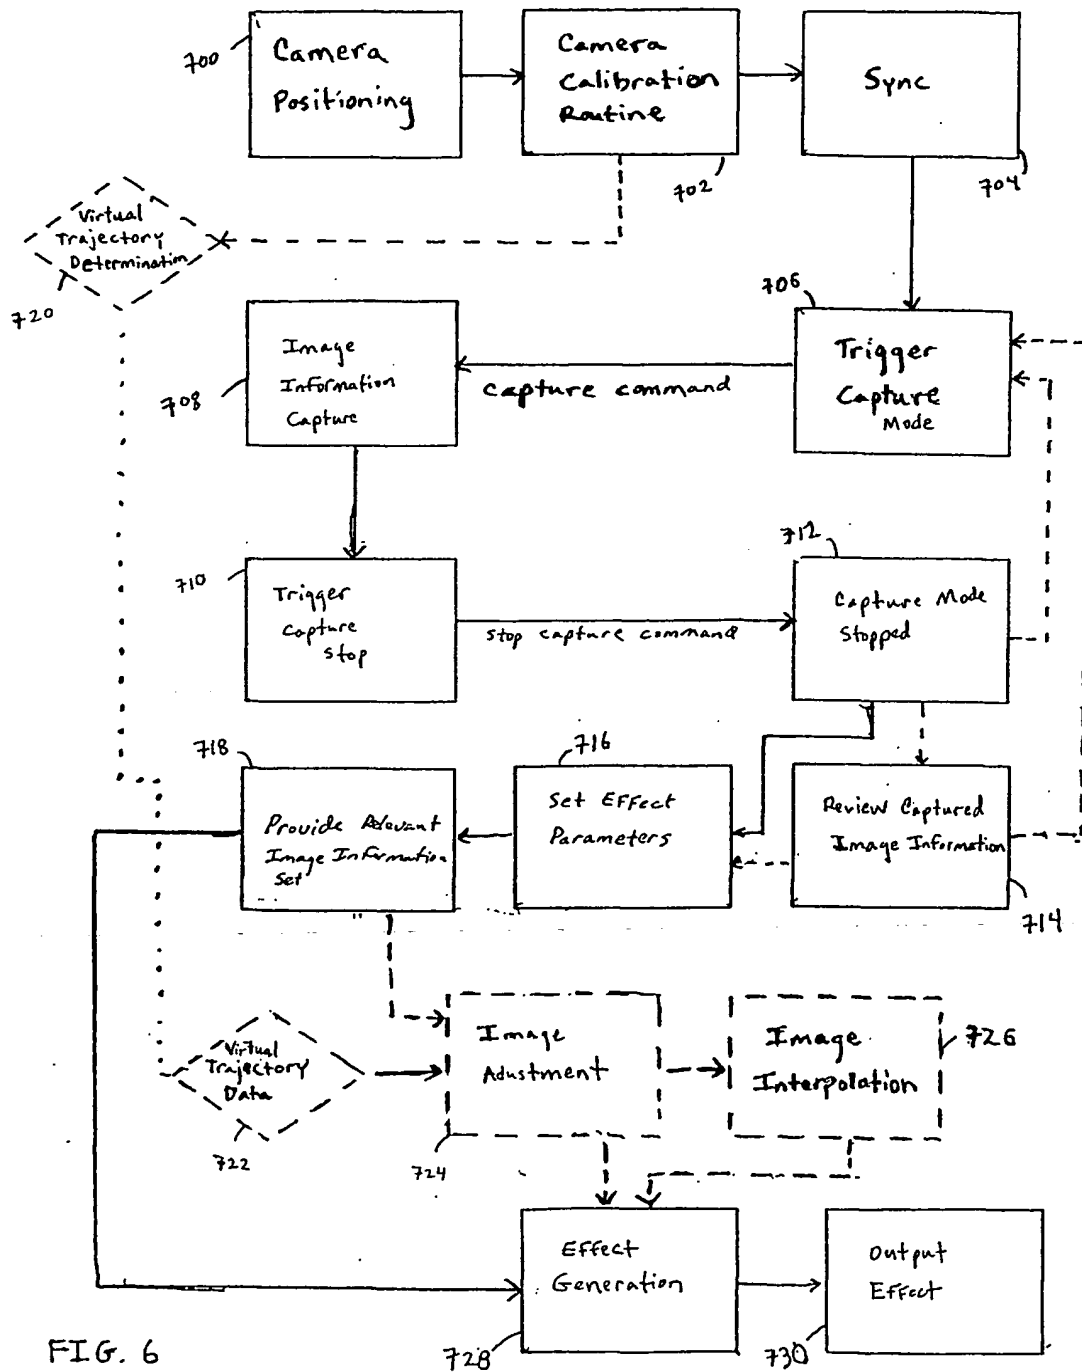 700
Camera
Positioning
Camera
Calibration
Routine
702
Sync
704
Virtual
Trajectory
Determination
720
706
Trigger
Capture
Mode
capture command
Image
Information
Capture
708
710
Trigger
Capture
Stop
stop capture command
712
Capture Mode
Stopped
718
Provide Relevant
Image Information
Set
716
Set Effect
Parameters
Review Captured
Image Information
714
Virtual
Trajectory
Data
722
Image
Adustment
724
Image
Interpolation
726
Effect
Generation
728
Output
Effect
730
FIG. 6